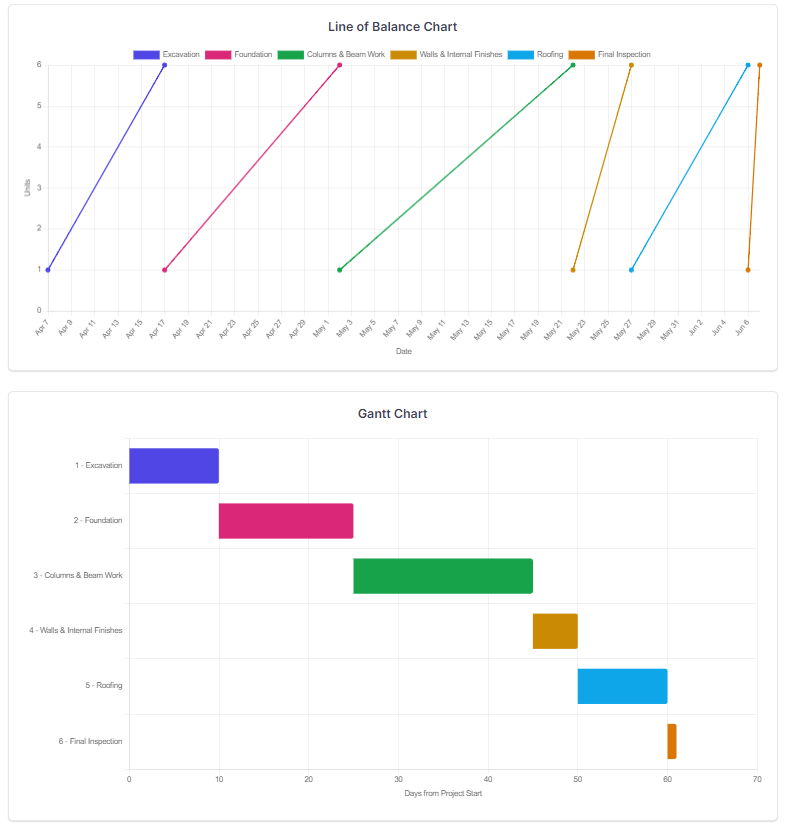 Line of Balance Chart
Excavation Foundation Columns & Beam Work Walls & Internal Finishes Roofing Final Inspection
6
5
4
3
2
1
0
Units
Apr 7 Apr 9 Apr 11 Apr 13 Apr 15 Apr 17 Apr 19 Apr 21 Apr 23 Apr 25 Apr 27 Apr 29 May 1 May 3 May 5 May 7 May 9 May 11 May 13 May 15 May 17 May 19 May 21 May 23 May 25 May 27 May 29 May 31 Jun 2 Jun 4 Jun 6
Date
Gantt Chart
1 - Excavation
2 - Foundation
3 - Columns & Beam Work
4 - Walls & Internal Finishes
5 - Roofing
6 - Final Inspection
0 10 20 30 40 50 60 70
Days from Project Start